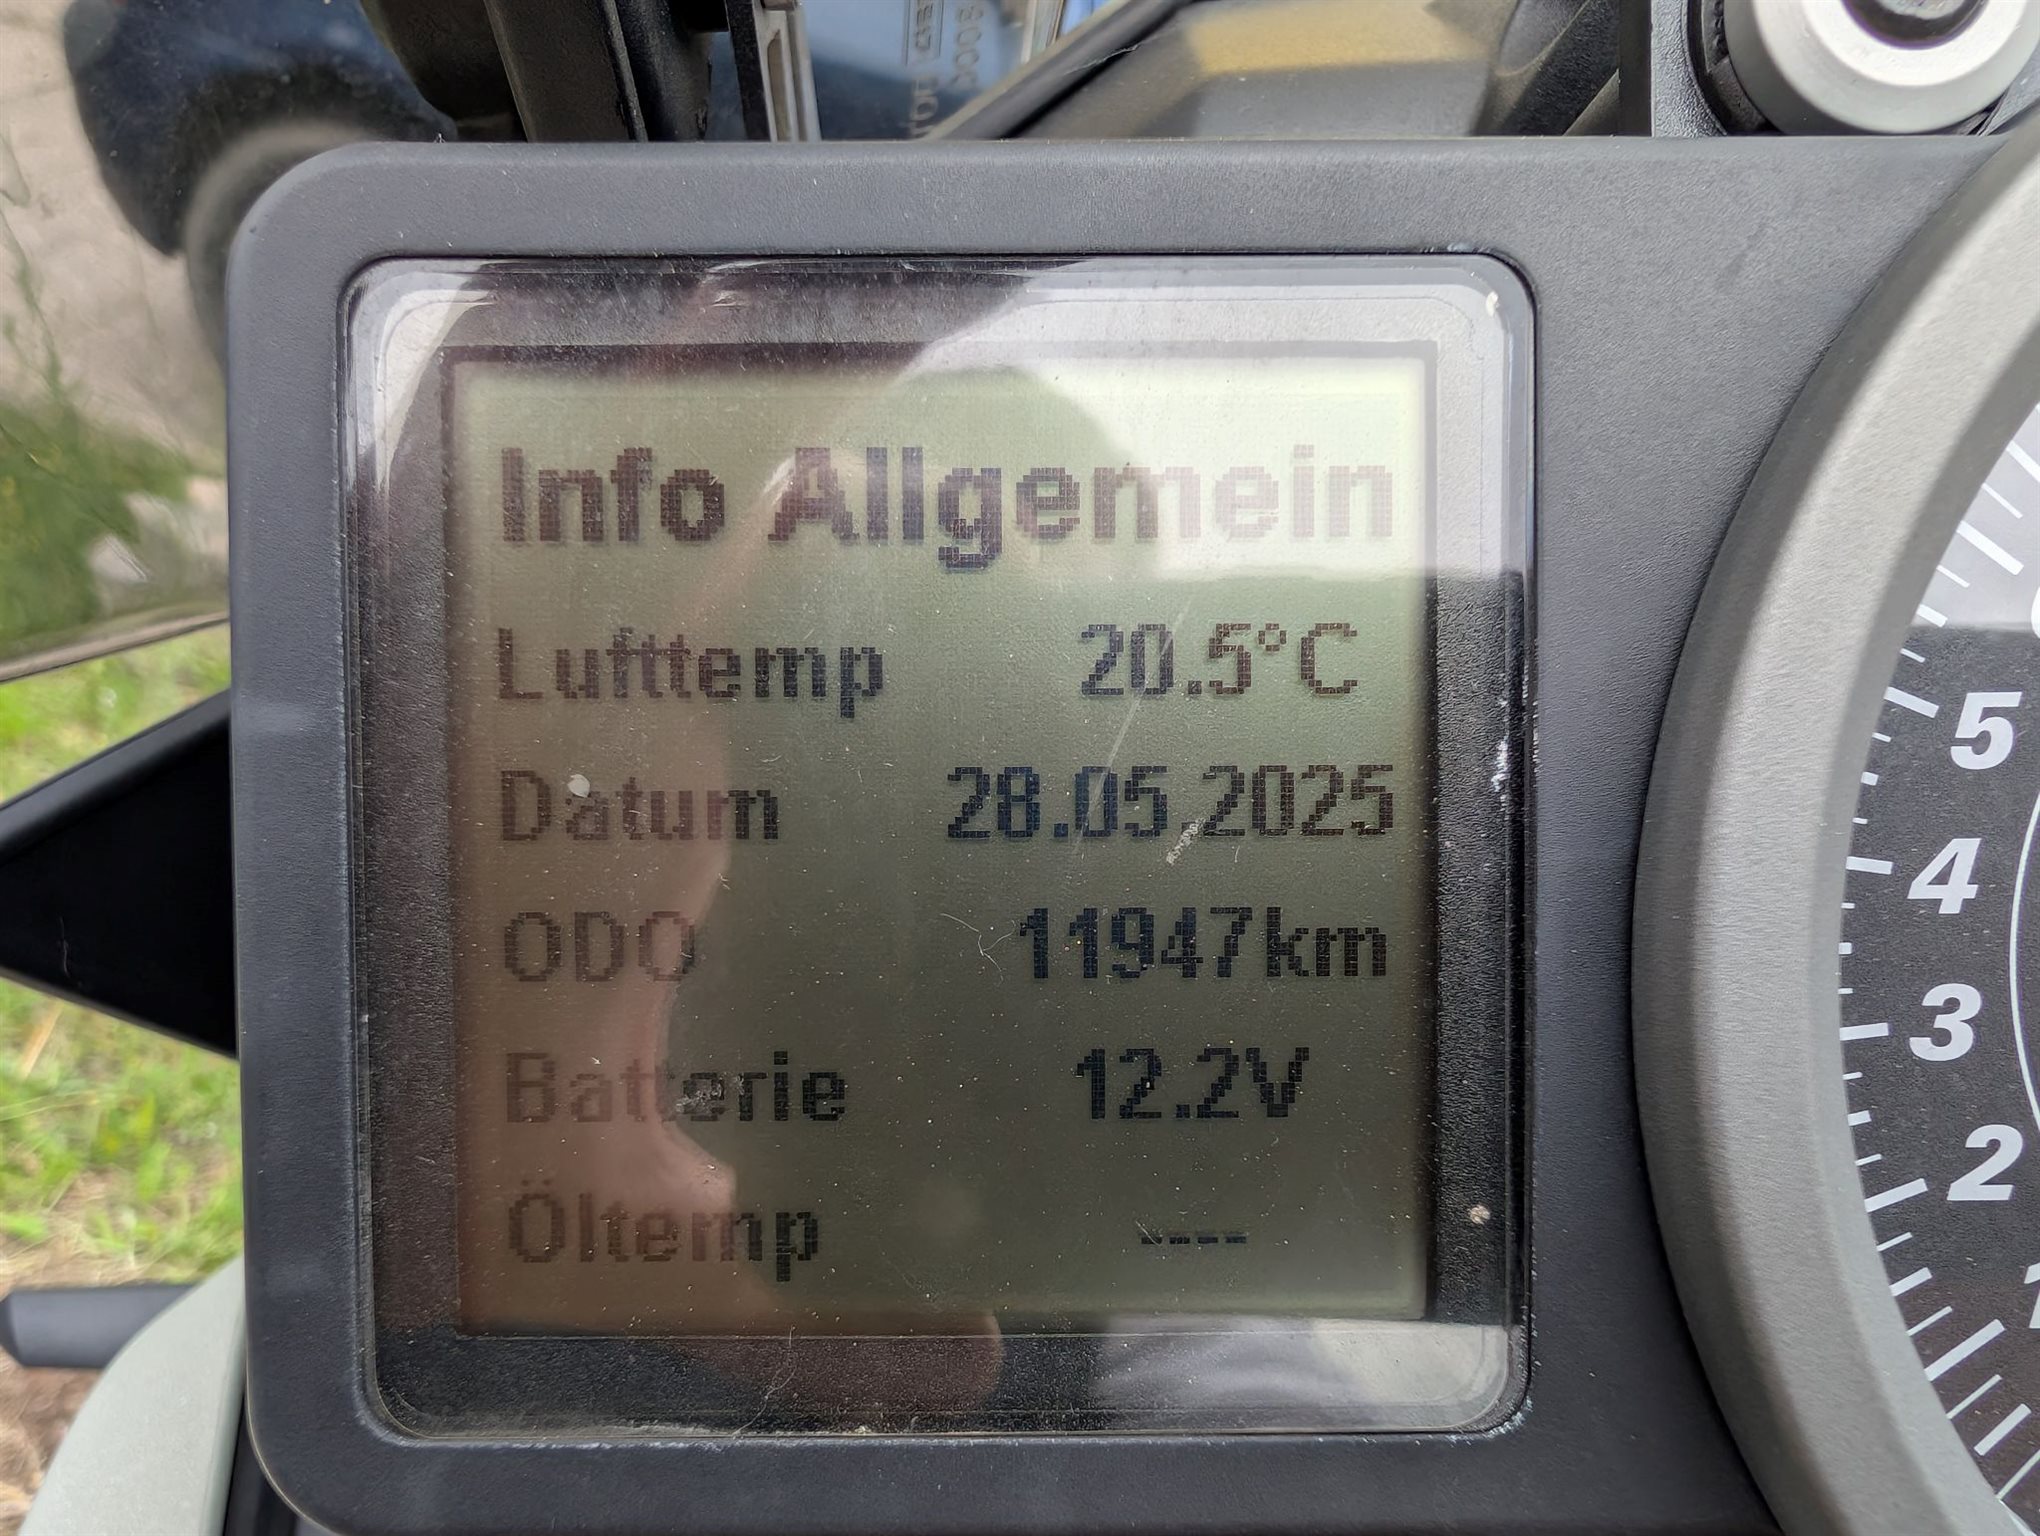 Info Allgemein
Lufttemp 20.5°C
Datum 28.05.2025
ODO 11947km
Batterie 12.2V
Öltemp ----
5
4
3
2
1